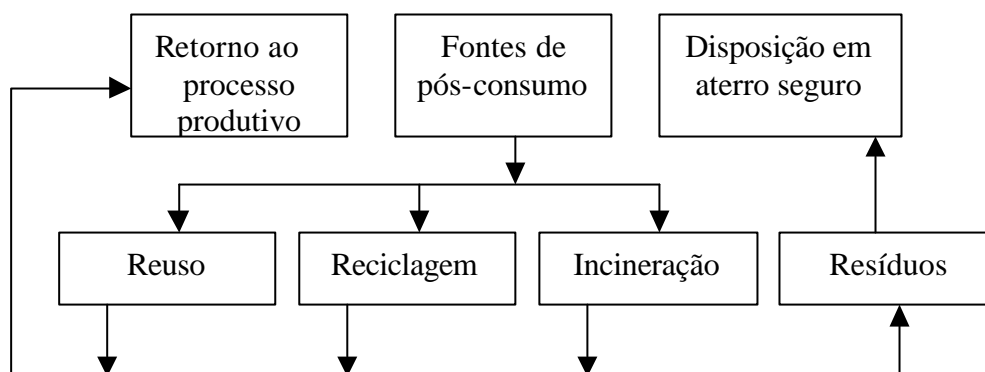 Retorno ao
processo
produtivo
Fontes de
pós-consumo
Disposição em
aterro seguro
Reuso
Reciclagem
Incineração
Resíduos